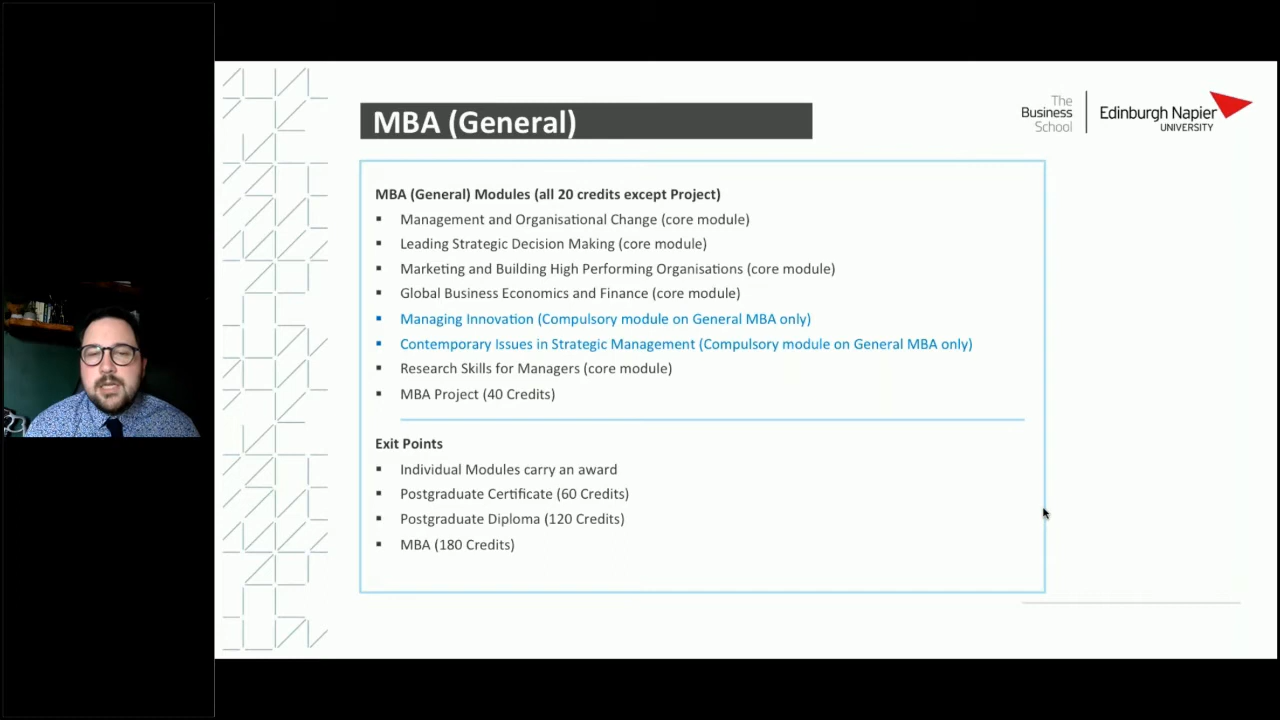 MBA (General)
The
Business
School
Edinburgh Napier
UNIVERSITY
MBA (General) Modules (all 20 credits except Project)
▪ Management and Organisational Change (core module)
▪ Leading Strategic Decision Making (core module)
▪ Marketing and Building High Performing Organisations (core module)
▪ Global Business Economics and Finance (core module)
▪ Managing Innovation (Compulsory module on General MBA only)
▪ Contemporary Issues in Strategic Management (Compulsory module on General MBA only)
▪ Research Skills for Managers (core module)
▪ MBA Project (40 Credits)
Exit Points
▪ Individual Modules carry an award
▪ Postgraduate Certificate (60 Credits)
▪ Postgraduate Diploma (120 Credits)
▪ MBA (180 Credits)